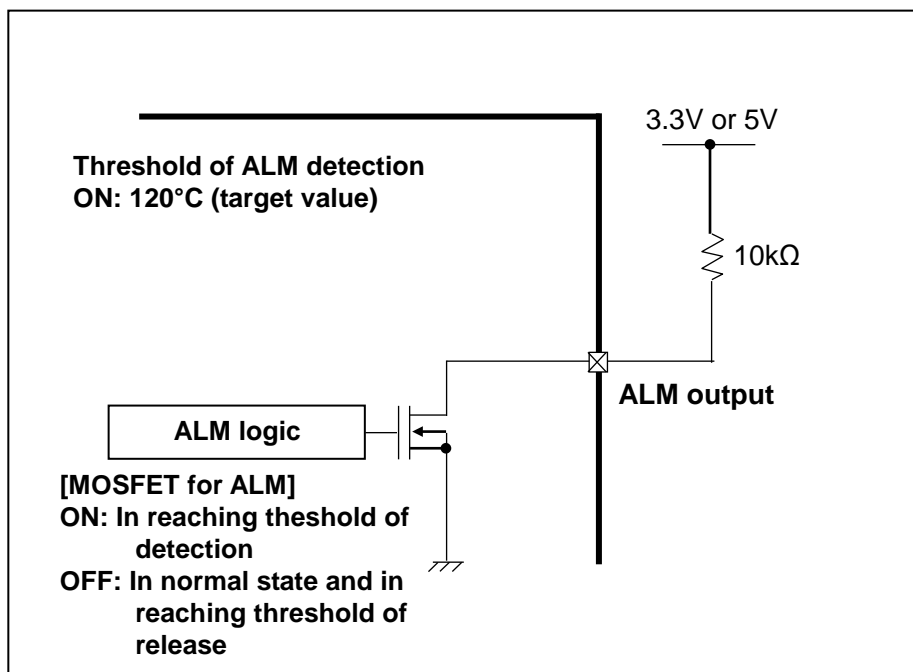 3.3V or 5V
Threshold of ALM detection
ON: 120°C (target value)
10kΩ
ALM output
ALM logic
[MOSFET for ALM]
ON: In reaching theshold of
detection
OFF: In normal state and in
reaching threshold of
release